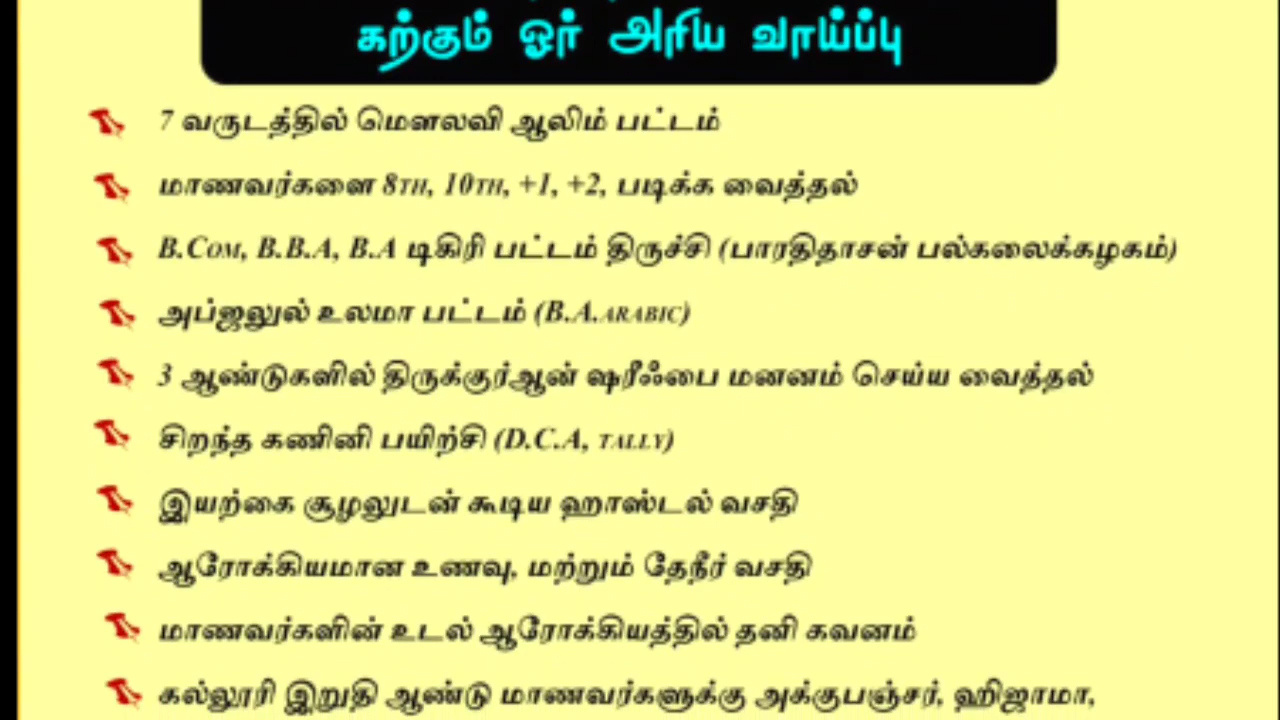 கற்கும் ஓர் அரிய வாய்ப்பு
7 வருடத்தில் மௌலவி ஆலிம் பட்டம்
மாணவர்களை 8TH, 10TH, +1, +2, படிக்க வைத்தல்
B.COM, B.B.A, B.A டிகிரி பட்டம் திருச்சி (பாரதிதாசன் பல்கலைக்கழகம்)
அப்ஜலுல் உலமா பட்டம் (B.A.ARABIC)
3 ஆண்டுகளில் திருக்குர்ஆன் ஷரீஃபை மனனம் செய்ய வைத்தல்
சிறந்த கணினி பயிற்சி (D.C.A, TALLY)
இயற்கை சூழலுடன் கூடிய ஹாஸ்டல் வசதி
ஆரோக்கியமான உணவு, மற்றும் தேநீர் வசதி
மாணவர்களின் உடல் ஆரோக்கியத்தில் தனி கவனம்
கல்லூரி இறுதி ஆண்டு மாணவர்களுக்கு அக்குபஞ்சர், ஹிஜாமா,